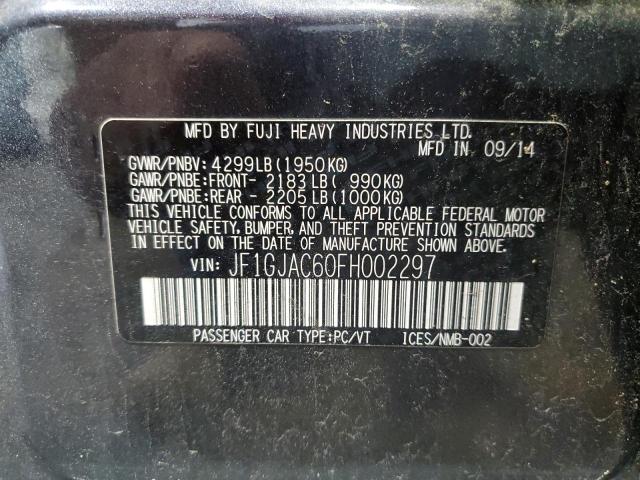 MFD BY FUJI HEAVY INDUSTRIES LTD.
MFD IN 09/14
GVWR/PNBV: 4299LB(1950KG)
GAWR/PNBE:FRONT- 2183 LB( 990KG)
GAWR/PNBE:REAR - 2205 LB(1000KG)
THIS VEHICLE CONFORMS TO ALL APPLICABLE FEDERAL MOTOR
VEHICLE SAFETY, BUMPER, AND THEFT PREVENTION STANDARDS
IN EFFECT ON THE DATE OF MANUFACTURE SHOWN ABOVE.
VIN: JF1GJAC60FH002297
PASSENGER CAR TYPE:PC/VT ICES/NMB-002